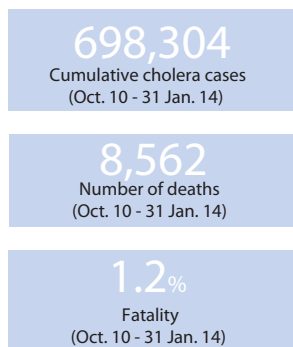 698,304
Cumulative cholera cases
(Oct. 10 - 31 Jan. 14)
8,562
Number of deaths
(Oct. 10 - 31 Jan. 14)
1.2%
Fatality
(Oct. 10 - 31 Jan. 14)